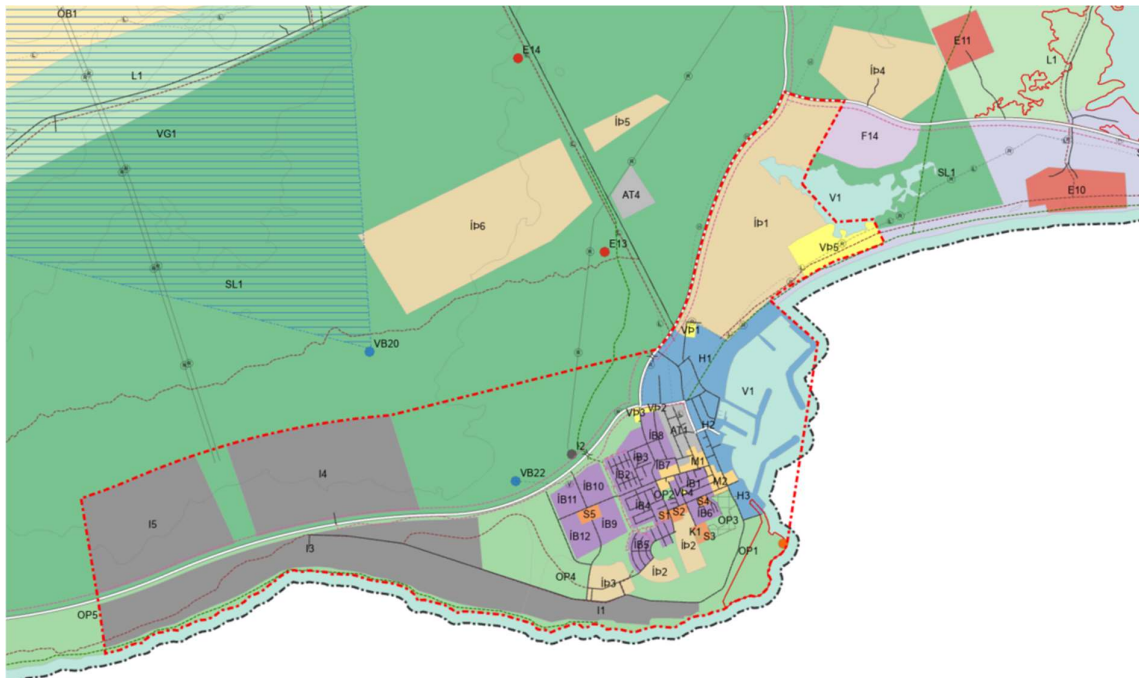 ÖB1
E14
E11
L1
L1
ÍÞ4
VG1
ÍÞ5
F14
SL1
AT4
E10
V1
ÍÞ6
ÍÞ1
E13
VÞ5
SL1
VÞ1
VB20
H1
V1
VÞ2
VÞ3
H2
AT1
ÍB8
I2
ÍB3
M1
ÍB7
I4
VB22
ÍB10
ÍB2
ÍB1
M2
ÍB11
OP2
VÞ4
H3
S4
ÍB4
S5
S1
S2
ÍB6
I5
ÍB9
OP3
K1
S3
ÍB12
I3
ÍB5
ÍÞ2
OP1
OP4
ÍÞ2
ÍÞ3
I1
OP5